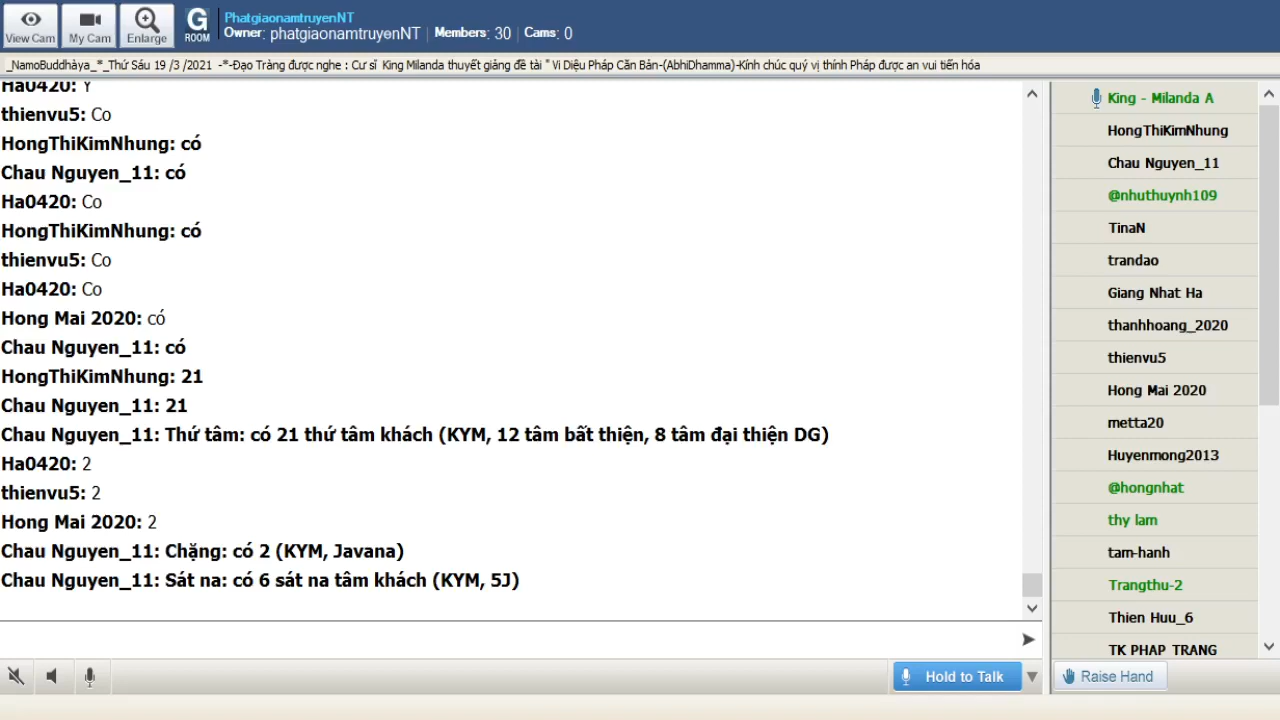 View Cam
My Cam
Enlarge
G
ROOM
PhatgiaonamtruyenNT
Owner: phatgiaonamtruyenNT | Members: 30 | Cams: 0
_NamoBuddhàya_*_Thứ Sáu 19 /3 /2021 -*-Đạo Tràng được nghe : Cư sĩ King Milanda thuyết giảng đề tài " Vi Diệu Pháp Căn Bản-(AbhiDhamma)-Kính chúc quý vị thính Pháp được an vui tiến hóa
Ha0420: Y
thienvu5: Co
HongThiKimNhung: có
Chau Nguyen_11: có
Ha0420: Co
HongThiKimNhung: có
thienvu5: Co
Ha0420: Co
Hong Mai 2020: có
Chau Nguyen_11: có
HongThiKimNhung: 21
Chau Nguyen_11: 21
Chau Nguyen_11: Thứ tâm: có 21 thứ tâm khách (KYM, 12 tâm bất thiện, 8 tâm đại thiện DG)
Ha0420: 2
thienvu5: 2
Hong Mai 2020: 2
Chau Nguyen_11: Chặng: có 2 (KYM, Javana)
Chau Nguyen_11: Sát na: có 6 sát na tâm khách (KYM, 5J)
King - Milanda A
HongThiKimNhung
Chau Nguyen_11
@nhuthuynh109
TinaN
trandao
Giang Nhat Ha
thanhhoang_2020
thienvu5
Hong Mai 2020
metta20
Huyenmong2013
@hongnhat
thy lam
tam-hanh
Trangthu-2
Thien Huu_6
TK PHAP TRANG
Hold to Talk
Raise Hand